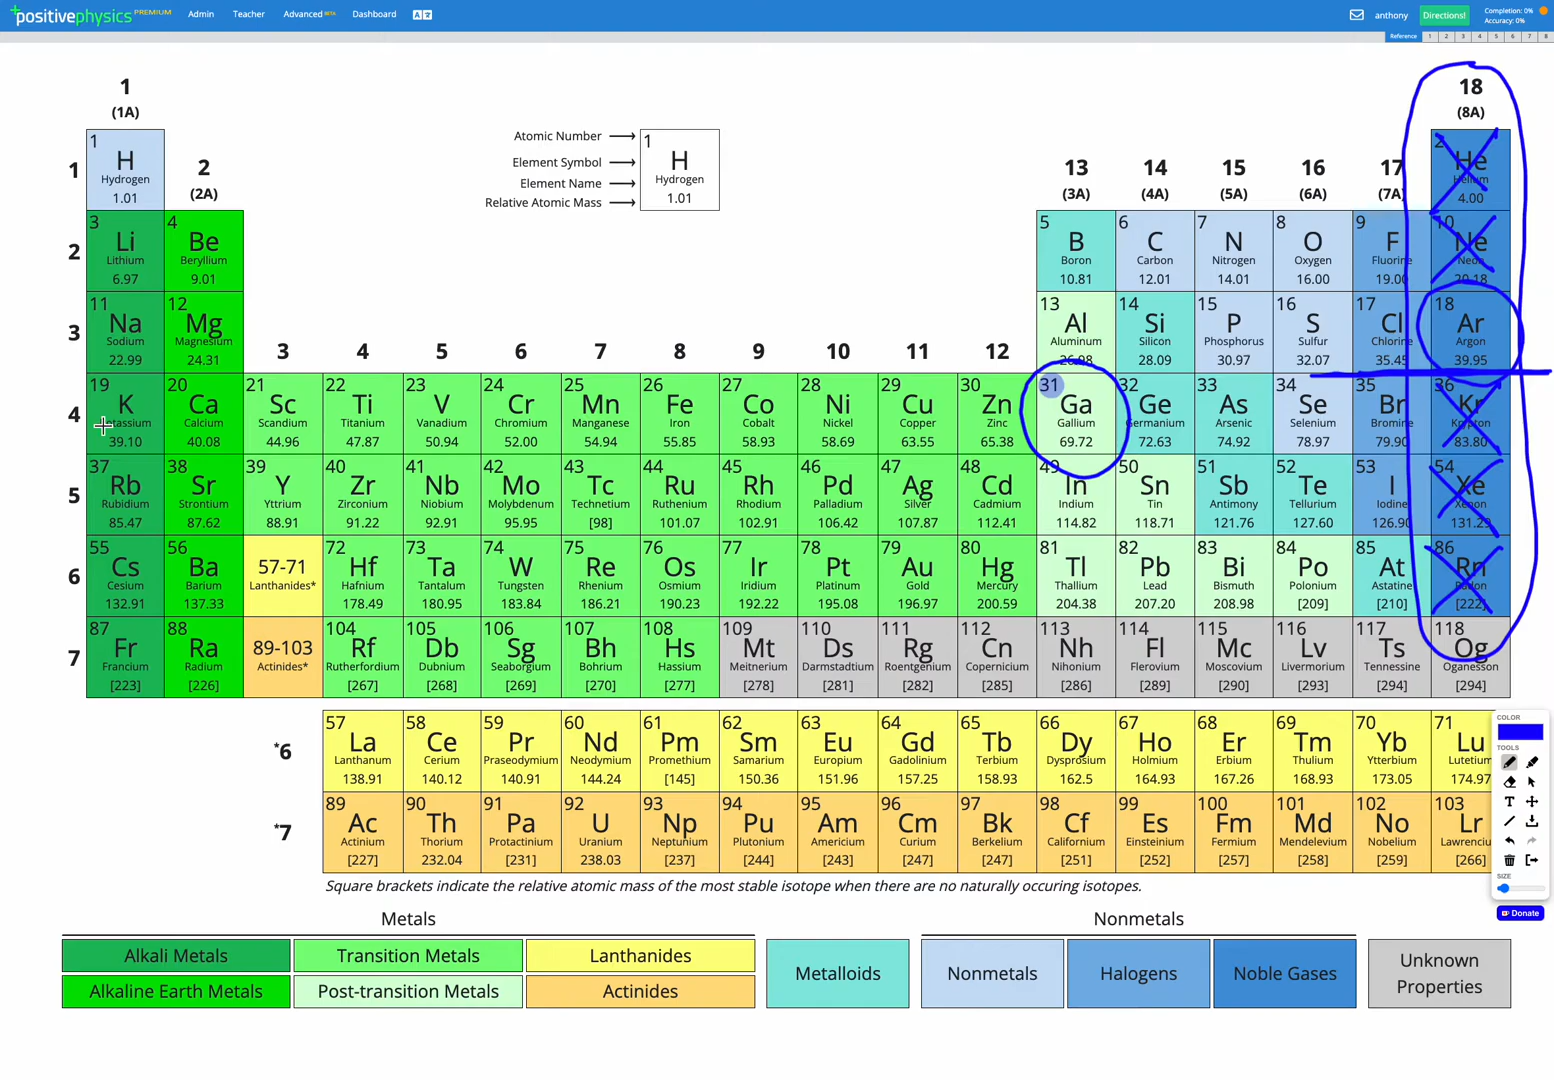 +positivephysics PREMIUM Admin Teacher Advanced BETA Dashboard anthony Directions! Completion: 0%
Accuracy: 0%
Reference 1 2 3 4 5 6 7 8
1 18
(1A) (8A)
Atomic Number 1
Element Symbol H
Element Name Hydrogen
Relative Atomic Mass 1.01
1 2 13 14 15 16 17 2
1 H (2A) (3A) (4A) (5A) (6A) (7A) He
Hydrogen Helium
1.01 4.00
3 4 5 6 7 8 9 10
2 Li Be B C N O F Ne
Lithium Beryllium Boron Carbon Nitrogen Oxygen Fluorine Neon
6.97 9.01 10.81 12.01 14.01 16.00 19.00 20.18
11 12 13 14 15 16 17 18
3 Na Mg Al Si P S Cl Ar
Sodium Magnesium Aluminum Silicon Phosphorus Sulfur Chlorine Argon
22.99 24.31 3 4 5 6 7 8 9 10 11 12 26.98 28.09 30.97 32.07 35.45 39.95
19 20 21 22 23 24 25 26 27 28 29 30 31 32 33 34 35 36
4 K Ca Sc Ti V Cr Mn Fe Co Ni Cu Zn Ga Ge As Se Br Kr
Potassium Calcium Scandium Titanium Vanadium Chromium Manganese Iron Cobalt Nickel Copper Zinc Gallium Germanium Arsenic Selenium Bromine Krypton
39.10 40.08 44.96 47.87 50.94 52.00 54.94 55.85 58.93 58.69 63.55 65.38 69.72 72.63 74.92 78.97 79.90 83.80
37 38 39 40 41 42 43 44 45 46 47 48 49 50 51 52 53 54
5 Rb Sr Y Zr Nb Mo Tc Ru Rh Pd Ag Cd In Sn Sb Te I Xe
Rubidium Strontium Yttrium Zirconium Niobium Molybdenum Technetium Ruthenium Rhodium Palladium Silver Cadmium Indium Tin Antimony Tellurium Iodine Xenon
85.47 87.62 88.91 91.22 92.91 95.95 [98] 101.07 102.91 106.42 107.87 112.41 114.82 118.71 121.76 127.60 126.90 131.29
55 56 57-71 72 73 74 75 76 77 78 79 80 81 82 83 84 85 86
6 Cs Ba Lanthanides* Hf Ta W Re Os Ir Pt Au Hg Tl Pb Bi Po At Rn
Cesium Barium Hafnium Tantalum Tungsten Rhenium Osmium Iridium Platinum Gold Mercury Thallium Lead Bismuth Polonium Astatine Radon
132.91 137.33 178.49 180.95 183.84 186.21 190.23 192.22 195.08 196.97 200.59 204.38 207.20 208.98 [209] [210] [222]
87 88 89-103 104 105 106 107 108 109 110 111 112 113 114 115 116 117 118
7 Fr Ra Actinides* Rf Db Sg Bh Hs Mt Ds Rg Cn Nh Fl Mc Lv Ts Og
Francium Radium Rutherfordium Dubnium Seaborgium Bohrium Hassium Meitnerium Darmstadtium Roentgenium Copernicium Nihonium Flerovium Moscovium Livermorium Tennessine Oganesson
[223] [226] [267] [268] [269] [270] [277] [278] [281] [282] [285] [286] [289] [290] [293] [294] [294]
57 58 59 60 61 62 63 64 65 66 67 68 69 70 71
*6 La Ce Pr Nd Pm Sm Eu Gd Tb Dy Ho Er Tm Yb Lu
Lanthanum Cerium Praseodymium Neodymium Promethium Samarium Europium Gadolinium Terbium Dysprosium Holmium Erbium Thulium Ytterbium Lutetium
138.91 140.12 140.91 144.24 [145] 150.36 151.96 157.25 158.93 162.5 164.93 167.26 168.93 173.05 174.97
89 90 91 92 93 94 95 96 97 98 99 100 101 102 103
*7 Ac Th Pa U Np Pu Am Cm Bk Cf Es Fm Md No Lr
Actinium Thorium Protactinium Uranium Neptunium Plutonium Americium Curium Berkelium Californium Einsteinium Fermium Mendelevium Nobelium Lawrenciu
[227] 232.04 [231] 238.03 [237] [244] [243] [247] [247] [251] [252] [257] [258] [259] [266]
Square brackets indicate the relative atomic mass of the most stable isotope when there are no naturally occuring isotopes.
Metals Nonmetals
Alkali Metals Transition Metals Lanthanides Metalloids Nonmetals Halogens Noble Gases Unknown
Properties
Alkaline Earth Metals Post-transition Metals Actinides
COLOR
TOOLS
T
SIZE
Donate